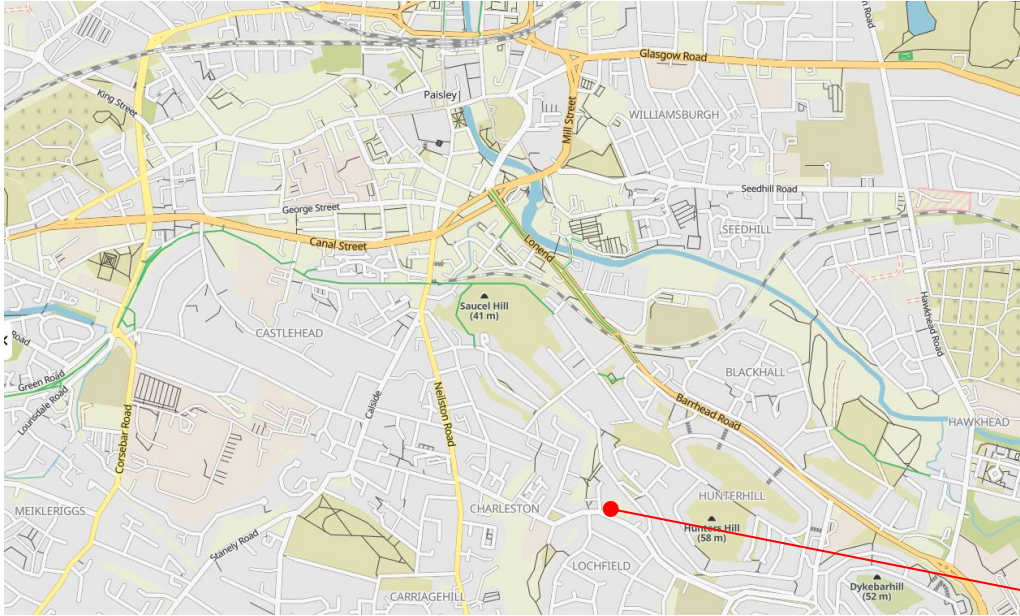 Road
Glasgow Road
King Street
Paisley
Mill Street
WILLIAMSBURGH
Seedhill Road
George Street
SEEDHILL
Canal Street
Lonend
Saucel Hill
(41 m)
Hawkhead Road
CASTLEHEAD
Road
BLACKHALL
Green Road
Lounsdale Road
Calside
Neilston Road
Barrhead Road
HAWKHEAD
Corsebar Road
HUNTERHILL
MEIKLERIGGS
CHARLESTON
Hunters Hill
(58 m)
Stanely Road
LOCHFIELD
Dykebarhill
(52 m)
CARRIAGEHILL